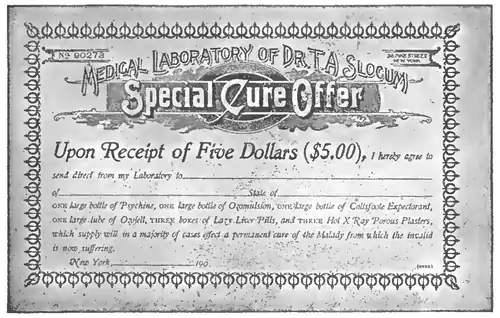 No 90273
98 PINE STREET
NEW YORK
MEDICAL LABORATORY OF DR. T. A. SLOCUM
Special Cure Offer
Upon Receipt of Five Dollars ($5.00), I hereby agree to
send direct from my Laboratory to
of State of
ONE large bottle of Psychine, ONE large bottle of Ozomulsion, ONE large bottle of Coltsfoote Expectorant,
ONE large tube of Ozojell, THREE boxes of Lazy Liver Pills, and THREE Hot X Ray Porous Plasters,
which supply will in a majority of cases effect a permanent cure of the Malady from which the invalid
is now suffering.
New York 190
(OVER)